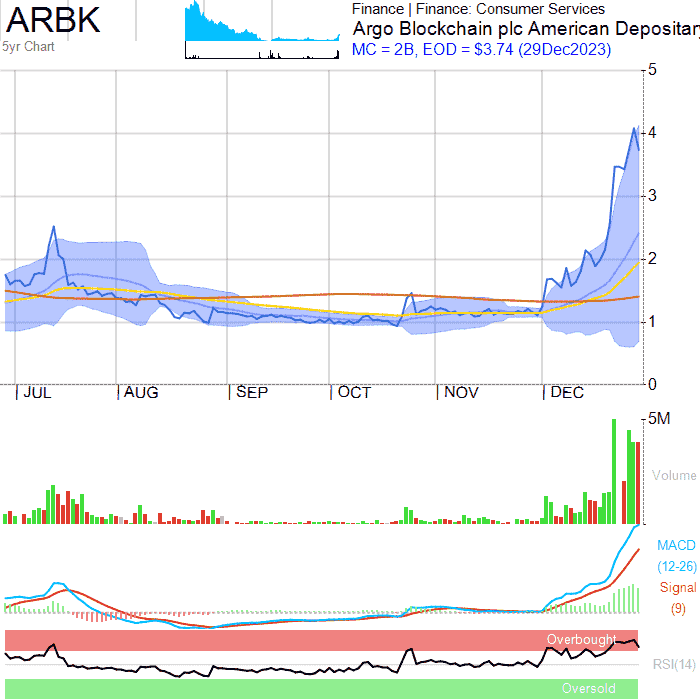 ARBK
5yr Chart
Finance | Finance: Consumer Services
Argo Blockchain plc American Depositary
MC = 2B, EOD = $3.74 (29Dec2023)
5
4
3
2
1
0
JUL AUG SEP OCT NOV DEC
5M
Volume
MACD
(12-26)
Signal
(9)
Overbought
RSI(14)
Oversold